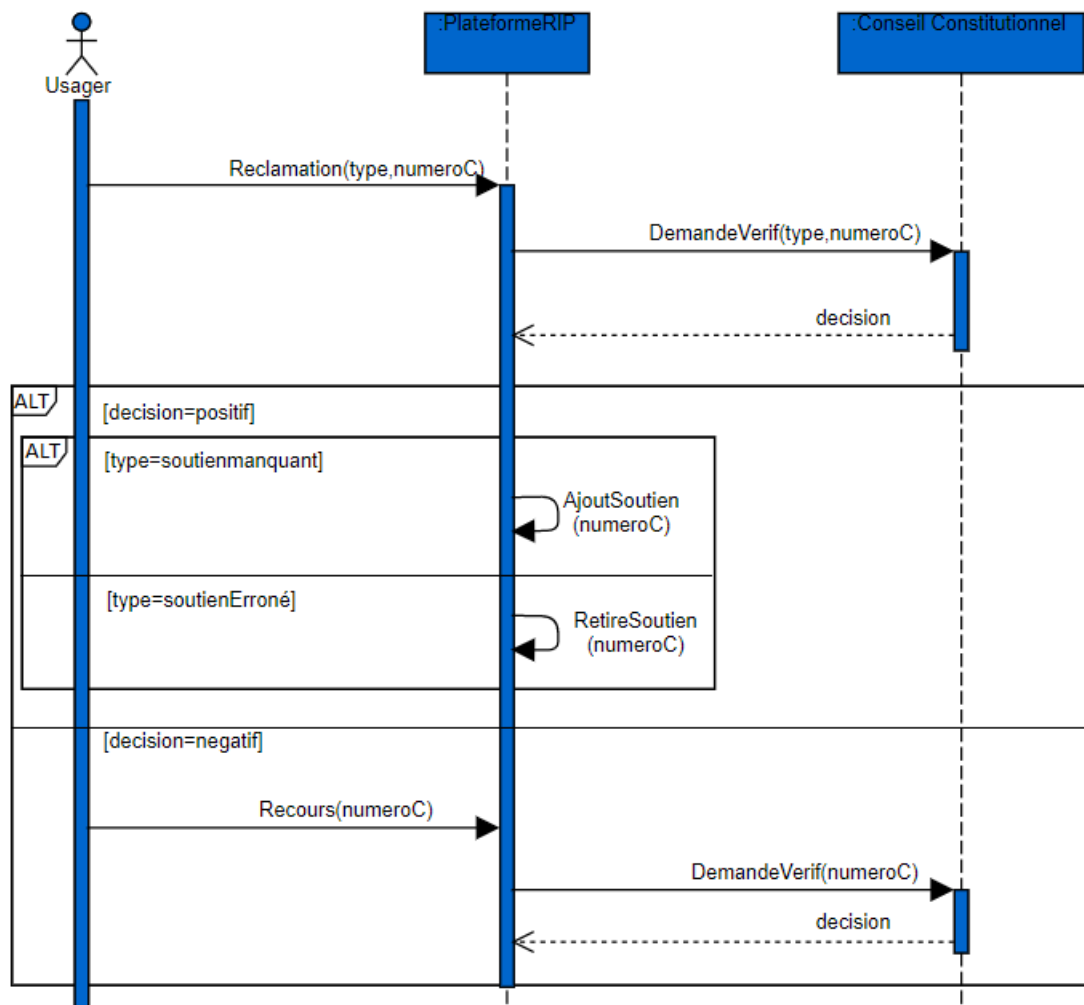 :PlateformeRIP
:Conseil Constitutionnel
Usager
Reclamation(type,numeroC)
DemandeVerif(type,numeroC)
decision
ALT
[decision=positif]
ALT
[type=soutienmanquant]
AjoutSoutien
(numeroC)
[type=soutienErroné]
RetireSoutien
(numeroC)
[decision=negatif]
Recours(numeroC)
DemandeVerif(numeroC)
decision